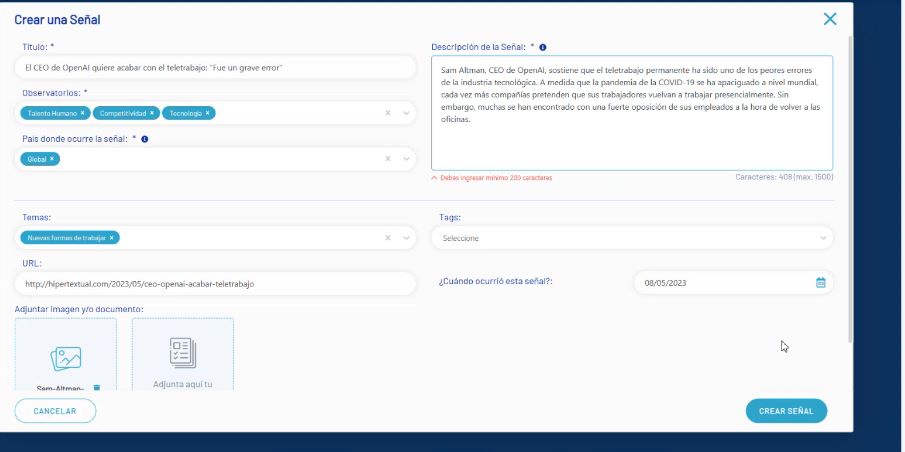 Crear una Señal
Título: *
El CEO de OpenAI quiere acabar con el teletrabajo: "Fue un grave error"
Observatorios: *
Talento Humano × Competitividad × Tecnología ×
País donde ocurre la señal: *
Global ×
Descripción de la Señal: *
Sam Altman, CEO de OpenAI, sostiene que el teletrabajo permanente ha sido uno de los peores errores
de la industria tecnológica. A medida que la pandemia de la COVID-19 se ha apaciguado a nivel mundial,
cada vez más compañías pretenden que sus trabajadores vuelvan a trabajar presencialmente. Sin
embargo, muchas se han encontrado con una fuerte oposición de sus empleados a la hora de volver a las
oficinas.
Debes ingresar mínimo 200 caracteres
Caracteres: 408 (max. 1500)
Temas:
Nuevas formas de trabajar ×
Tags:
Seleccione
URL:
http://hipertextual.com/2023/05/ceo-openai-acabar-teletrabajo
¿Cuándo ocurrió esta señal?:
08/05/2023
Adjuntar imagen y/o documento:
Sam-Altman-
Adjunta aquí tu
CANCELAR
CREAR SEÑAL